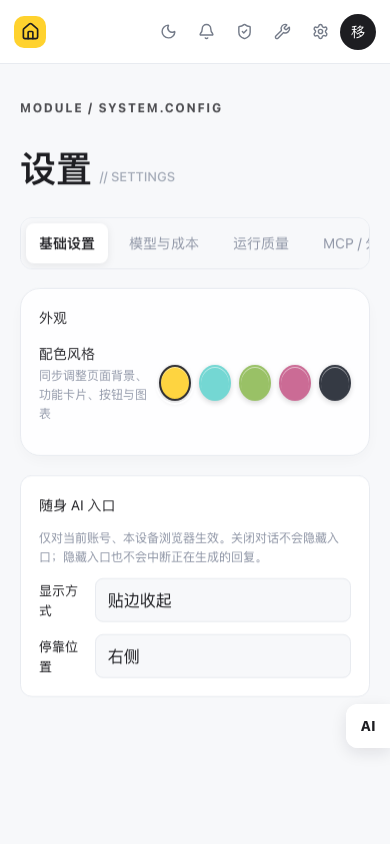 移
MODULE / SYSTEM.CONFIG
设置 // SETTINGS
基础设置 模型与成本 运行质量 MCP /
外观
配色风格
同步调整页面背景、
功能卡片、按钮与图
表
随身 AI 入口
仅对当前账号、本设备浏览器生效。关闭对话不会隐藏入
口；隐藏入口也不会中断正在生成的回复。
显示方
式
贴边收起
停靠位
置
右侧
AI